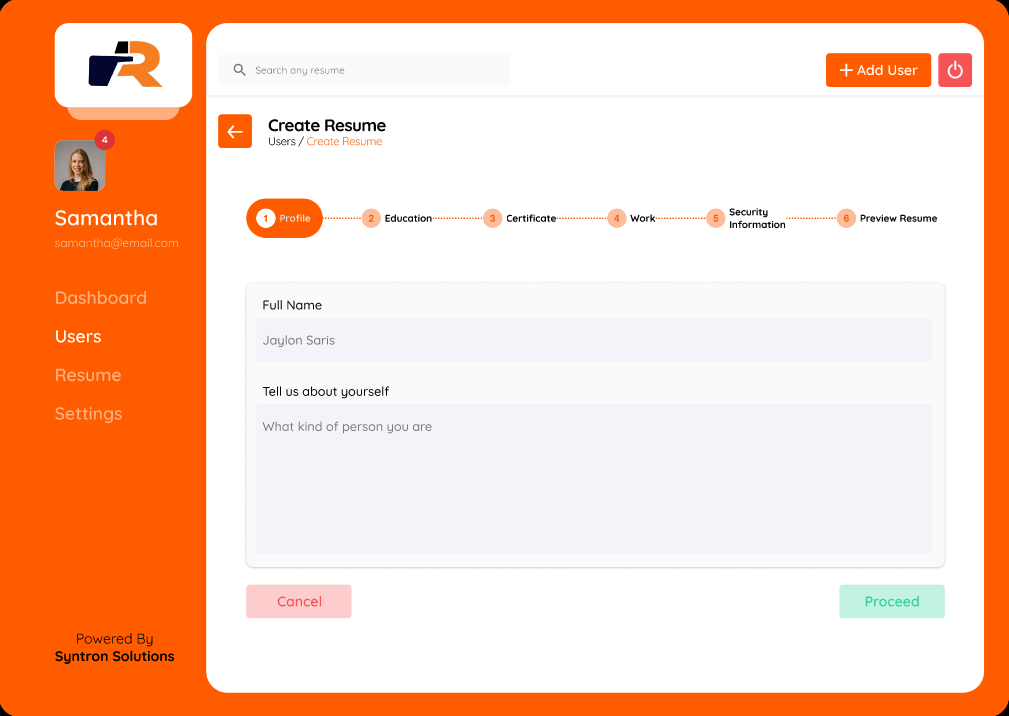 Search any resume
+ Add User
4
Samantha
samantha@email.com
Dashboard
Users
Resume
Settings
Powered By
Syntron Solutions
Create Resume
Users / Create Resume
1 Profile
2 Education
3 Certificate
4 Work
5 Security
Information
6 Preview Resume
Full Name
Jaylon Saris
Tell us about yourself
What kind of person you are
Cancel
Proceed